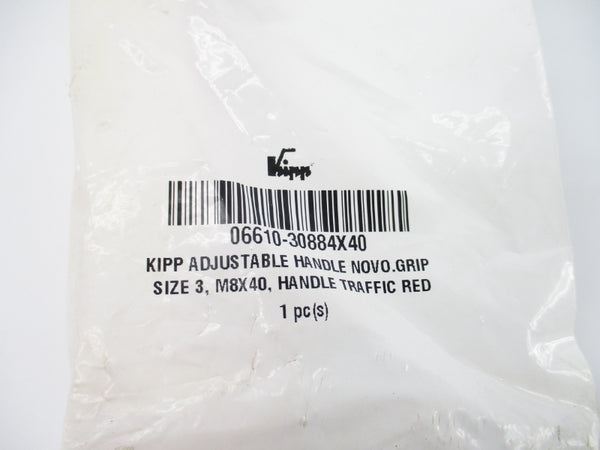 Kipp
06610-30884X40
KIPP ADJUSTABLE HANDLE NOVO.GRIP
SIZE 3, M8X40, HANDLE TRAFFIC RED
1 pc(s)